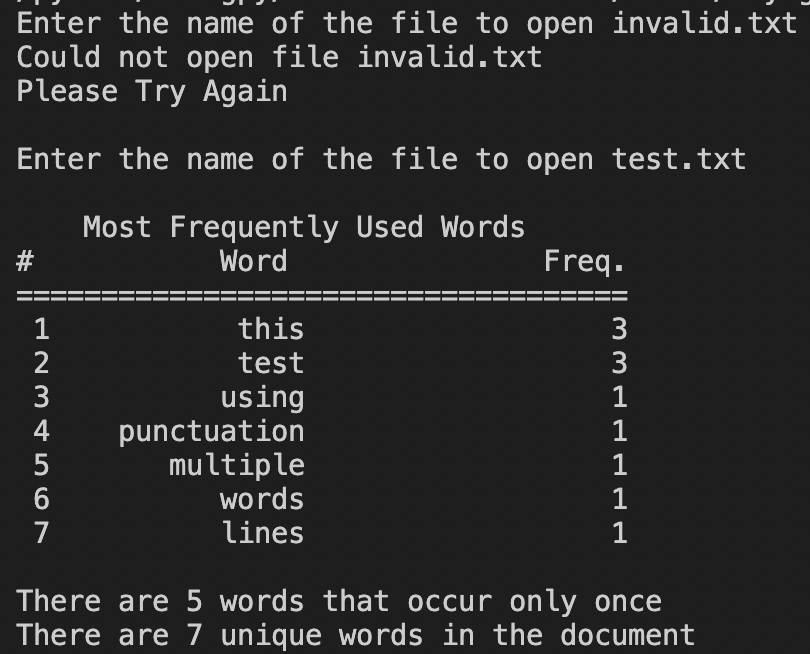 Enter the name of the file to open invalid.txt
Could not open file invalid.txt
Please Try Again
Enter the name of the file to open test.txt
Most Frequently Used Words
# Word Freq.
====================================
1 this 3
2 test 3
3 using 1
4 punctuation 1
5 multiple 1
6 words 1
7 lines 1
There are 5 words that occur only once
There are 7 unique words in the document